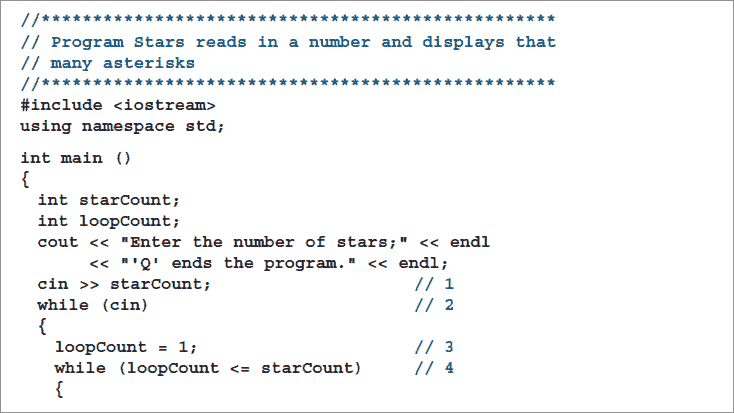 //**************************************************
// Program Stars reads in a number and displays that
// many asterisks
//**************************************************
#include <iostream>
using namespace std;
int main ()
{
int starCount;
int loopCount;
cout << "Enter the number of stars;" << endl
<< "'Q' ends the program." << endl;
cin >> starCount; // 1
while (cin) // 2
{
loopCount = 1; // 3
while (loopCount <= starCount) // 4
{